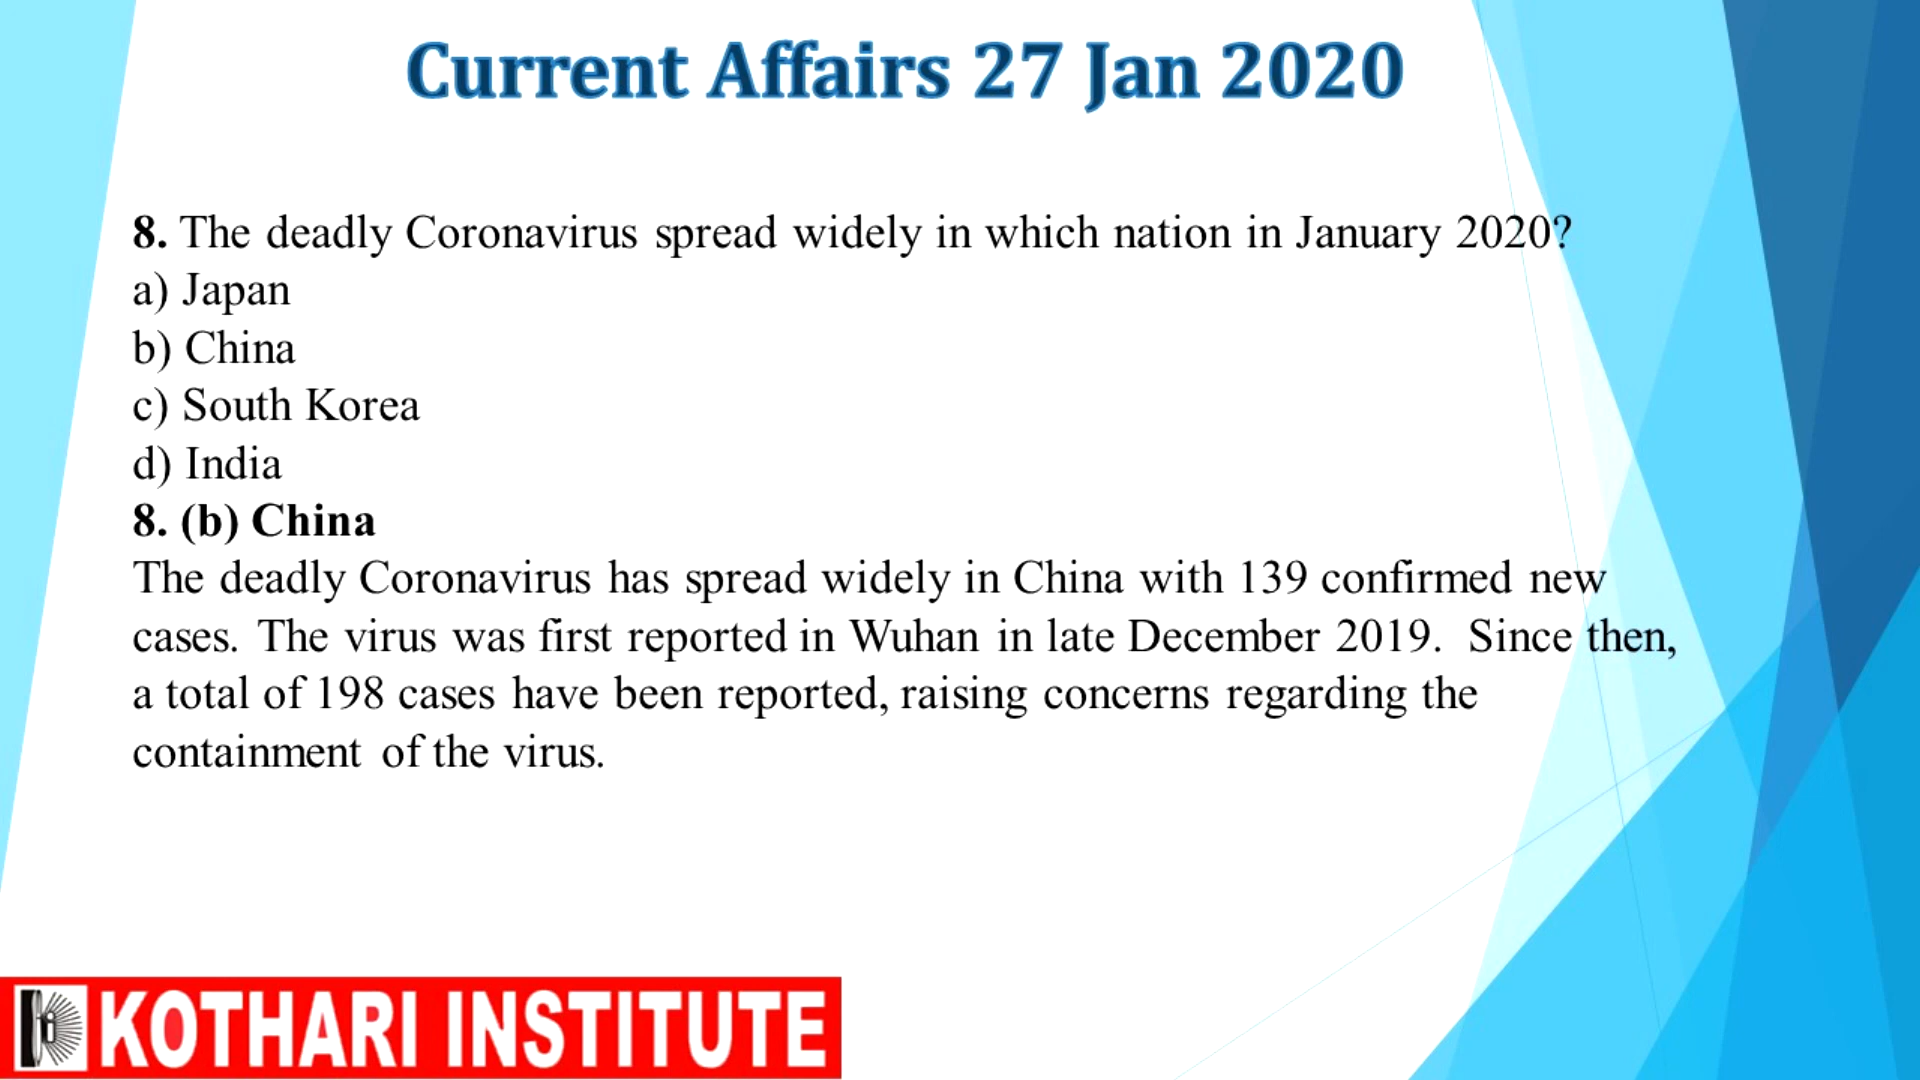 Current Affairs 27 Jan 2020
8. The deadly Coronavirus spread widely in which nation in January 2020?
a) Japan
b) China
c) South Korea
d) India
8. (b) China
The deadly Coronavirus has spread widely in China with 139 confirmed new
cases. The virus was first reported in Wuhan in late December 2019. Since then,
a total of 198 cases have been reported, raising concerns regarding the
containment of the virus.
KOTHARI INSTITUTE